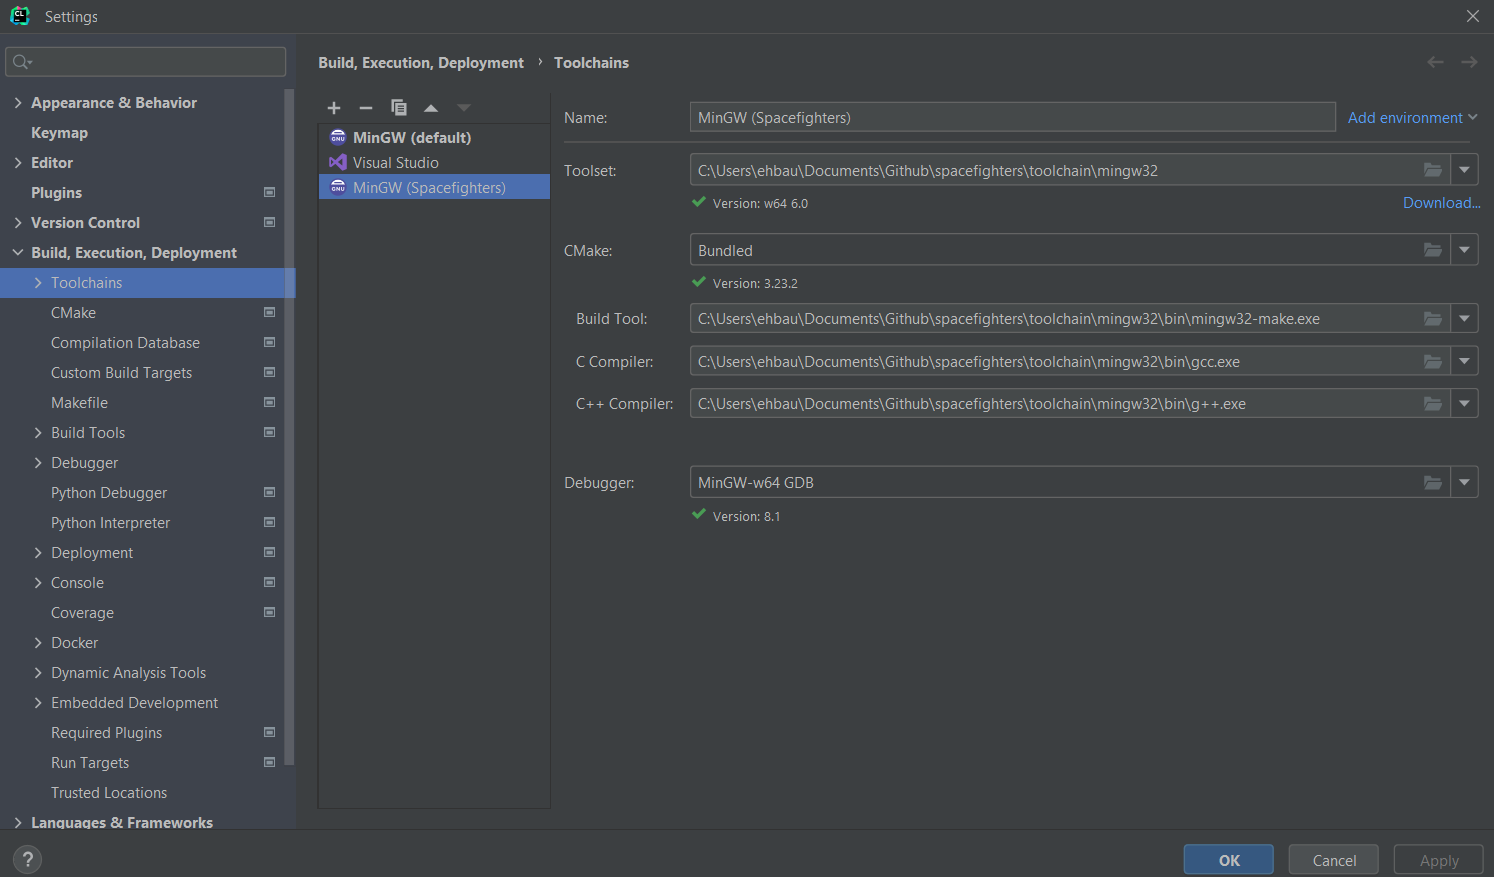 CL
Settings
Appearance & Behavior
Keymap
Editor
Plugins
Version Control
Build, Execution, Deployment
Toolchains
CMake
Compilation Database
Custom Build Targets
Makefile
Build Tools
Debugger
Python Debugger
Python Interpreter
Deployment
Console
Coverage
Docker
Dynamic Analysis Tools
Embedded Development
Required Plugins
Run Targets
Trusted Locations
Languages & Frameworks
?
Build, Execution, Deployment › Toolchains
GNU MinGW (default)
Visual Studio
GNU MinGW (Spacefighters)
Name: MinGW (Spacefighters) Add environment
Toolset: C:\Users\ehbau\Documents\Github\spacefighters\toolchain\mingw32
Version: w64 6.0 Download...
CMake: Bundled
Version: 3.23.2
Build Tool: C:\Users\ehbau\Documents\Github\spacefighters\toolchain\mingw32\bin\mingw32-make.exe
C Compiler: C:\Users\ehbau\Documents\Github\spacefighters\toolchain\mingw32\bin\gcc.exe
C++ Compiler: C:\Users\ehbau\Documents\Github\spacefighters\toolchain\mingw32\bin\g++.exe
Debugger: MinGW-w64 GDB
Version: 8.1
OK Cancel Apply